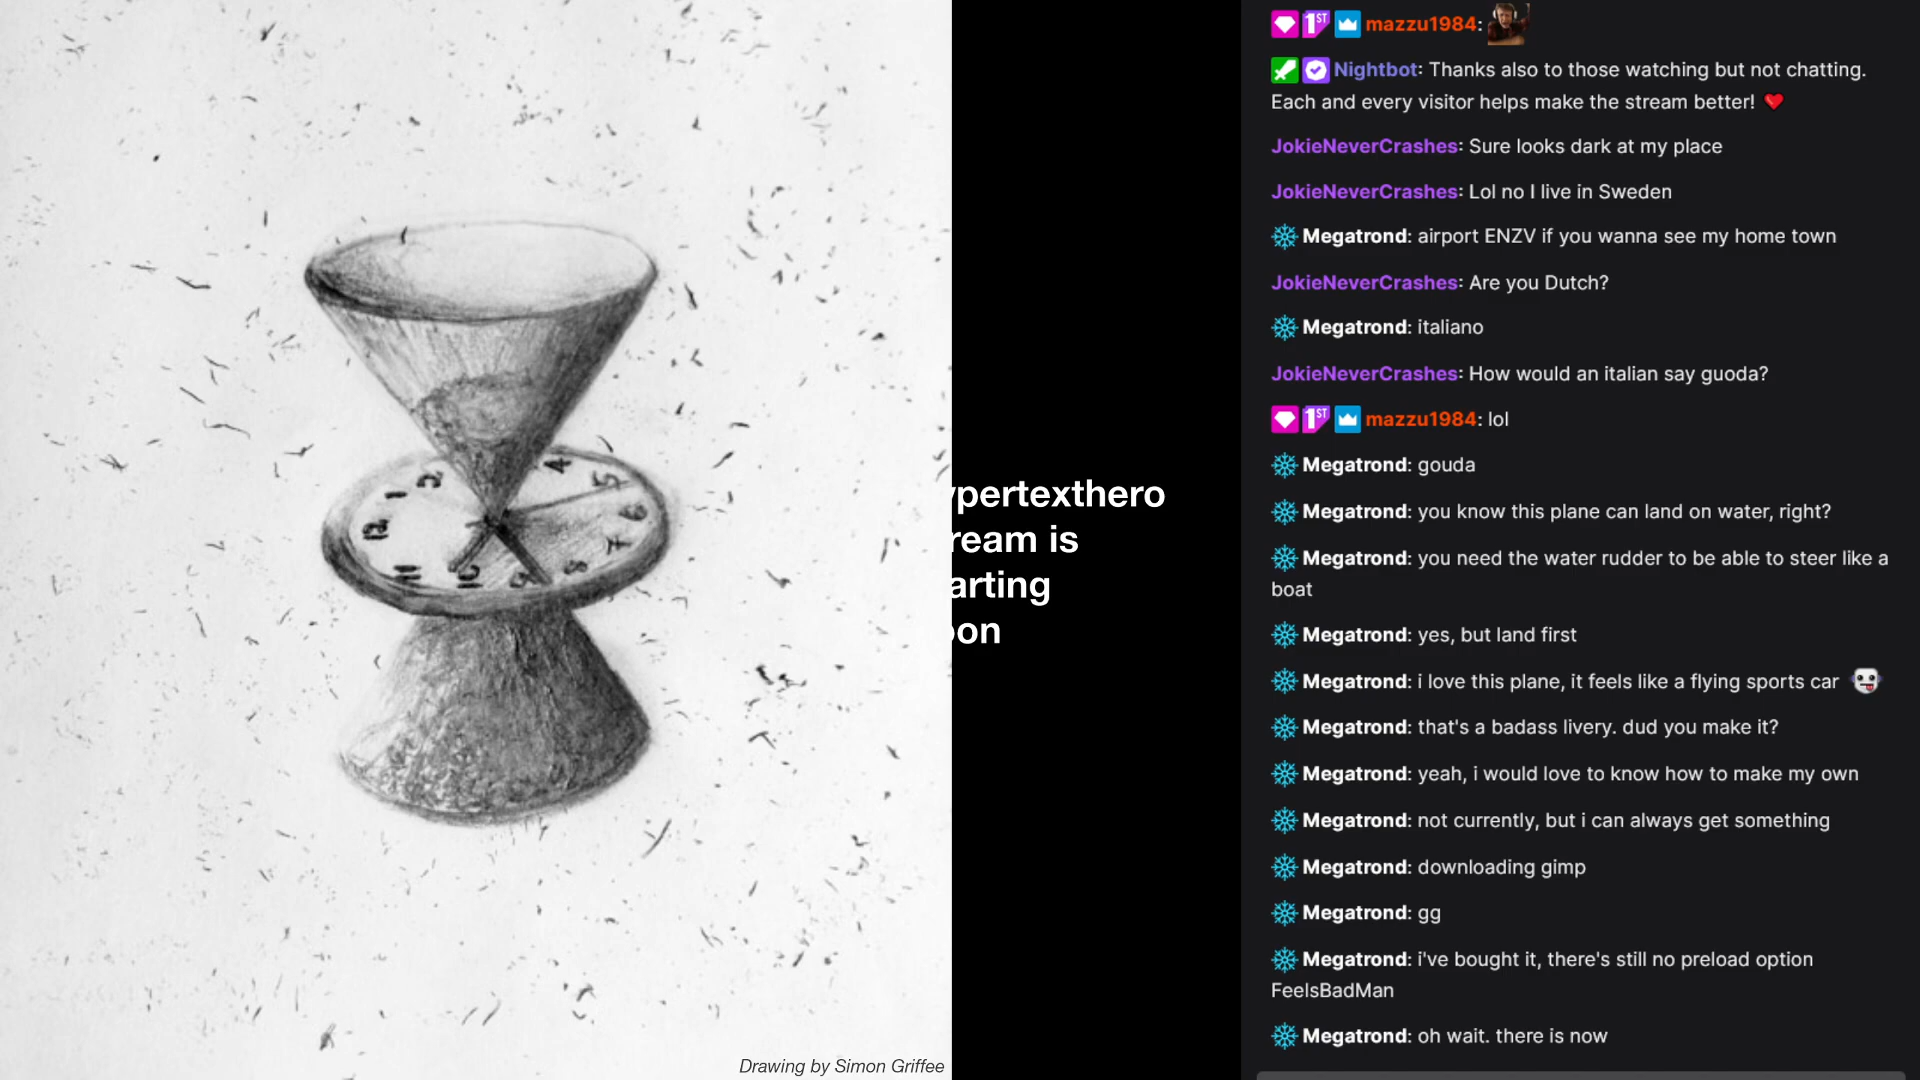 ypertexthero
ream is
arting
oon
Drawing by Simon Griffee
1ST mazzu1984:
Nightbot: Thanks also to those watching but not chatting.
Each and every visitor helps make the stream better!
JokieNeverCrashes: Sure looks dark at my place
JokieNeverCrashes: Lol no I live in Sweden
Megatrond: airport ENZV if you wanna see my home town
JokieNeverCrashes: Are you Dutch?
Megatrond: italiano
JokieNeverCrashes: How would an italian say guoda?
1ST mazzu1984: lol
Megatrond: gouda
Megatrond: you know this plane can land on water, right?
Megatrond: you need the water rudder to be able to steer like a
boat
Megatrond: yes, but land first
Megatrond: i love this plane, it feels like a flying sports car
Megatrond: that's a badass livery. dud you make it?
Megatrond: yeah, i would love to know how to make my own
Megatrond: not currently, but i can always get something
Megatrond: downloading gimp
Megatrond: gg
Megatrond: i've bought it, there's still no preload option
FeelsBadMan
Megatrond: oh wait. there is now